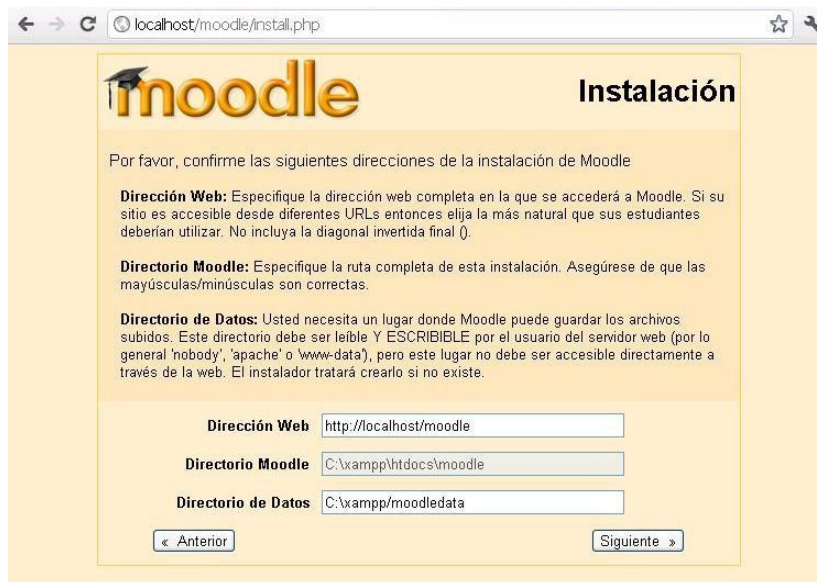 localhost/moodle/install.php
moodle
Instalación
Por favor, confirme las siguientes direcciones de la instalación de Moodle
Dirección Web: Especifique la dirección web completa en la que se accederá a Moodle. Si su
sitio es accesible desde diferentes URLs entonces elija la más natural que sus estudiantes
deberían utilizar. No incluya la diagonal invertida final ().
Directorio Moodle: Especifique la ruta completa de esta instalación. Asegúrese de que las
mayúsculas/minúsculas son correctas.
Directorio de Datos: Usted necesita un lugar donde Moodle puede guardar los archivos
subidos. Este directorio debe ser leíble Y ESCRIBIBLE por el usuario del servidor web (por lo
general 'nobody', 'apache' o 'www-data'), pero este lugar no debe ser accesible directamente a
través de la web. El instalador tratará crearlo si no existe.
Dirección Web http://localhost/moodle
Directorio Moodle C:\xampp\htdocs\moodle
Directorio de Datos C:\xampp/moodledata
« Anterior
Siguiente »